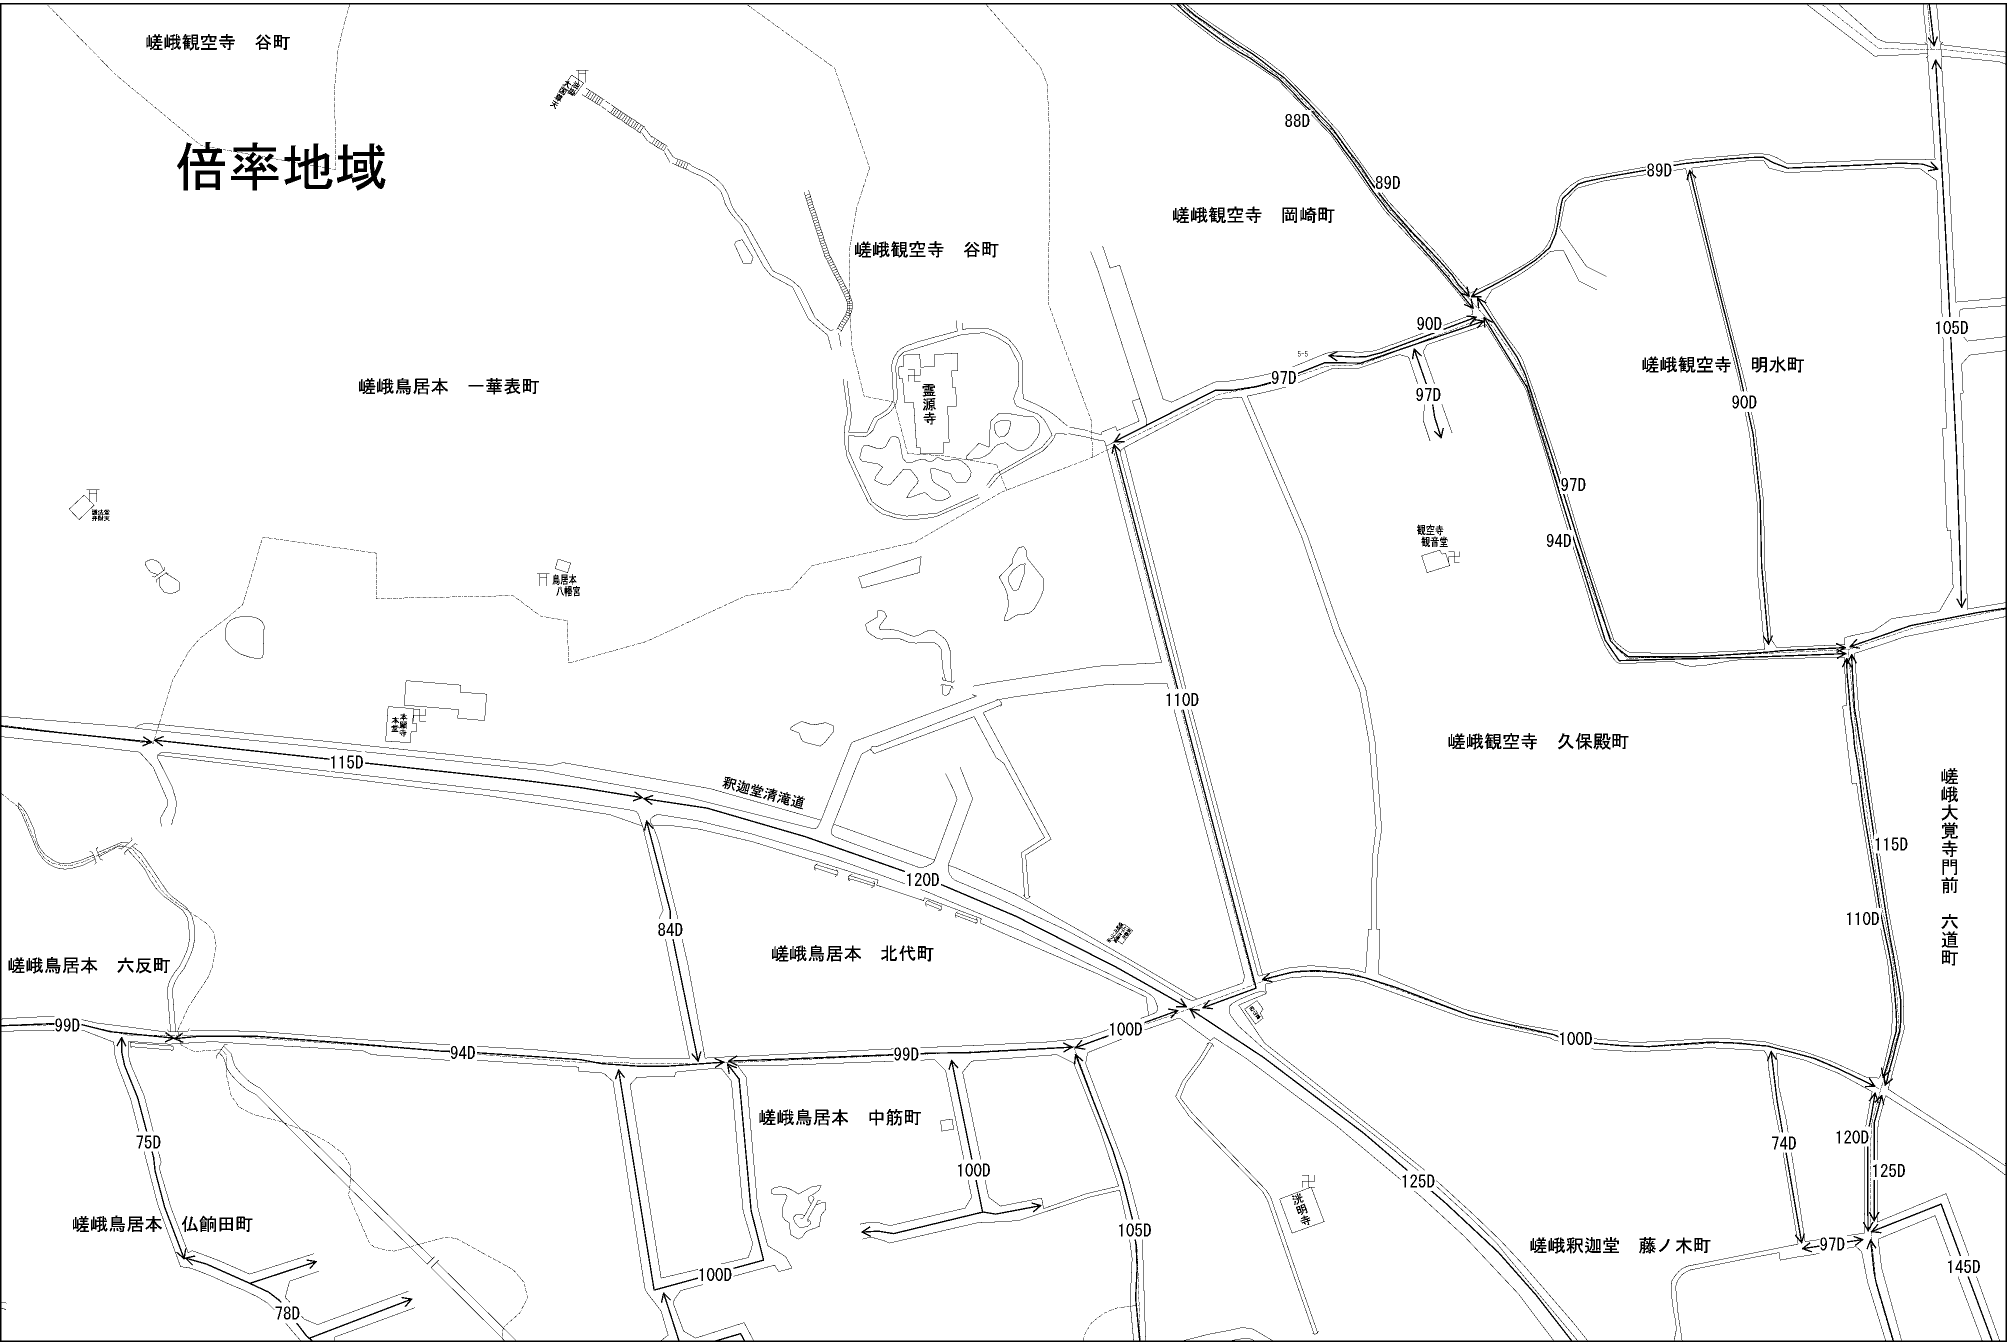 嵯峨観空寺　谷町
倍率地域
88D
89D
89D
嵯峨観空寺　岡崎町
嵯峨観空寺　谷町
105D
90D
5-5
嵯峨観空寺　明水町
97D
嵯峨鳥居本　一華表町
霊源寺
97D
90D
97D
観空寺
観音堂
94D
鳥居本
八幡宮
110D
本願寺
本堂
嵯峨観空寺　久保殿町
115D
釈迦堂清滝道
嵯峨大覚寺門前　六道町
115D
120D
110D
84D
嵯峨鳥居本　北代町
嵯峨鳥居本　六反町
99D
100D
100D
94D
99D
嵯峨鳥居本　中筋町
75D
120D
74D
100D
125D
125D
洸明寺
嵯峨鳥居本　仏餉田町
105D
嵯峨釈迦堂　藤ノ木町
97D
145D
100D
78D